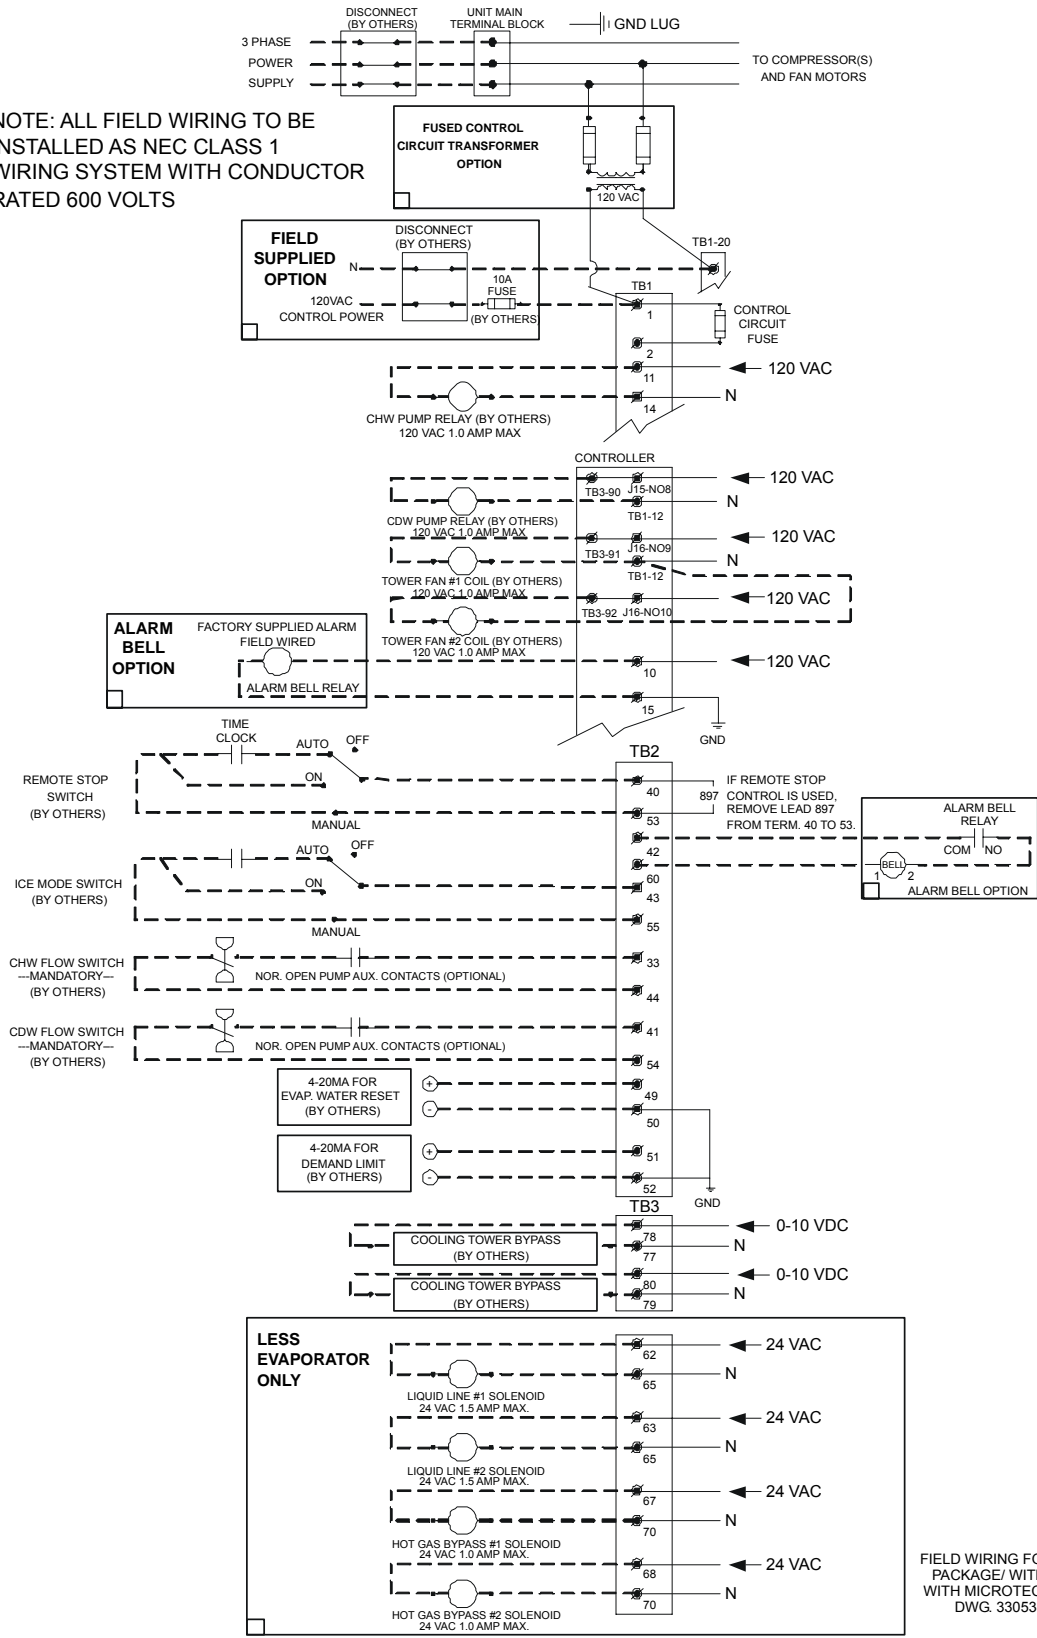 DISCONNECT
(BY OTHERS)
UNIT MAIN
TERMINAL BLOCK
GND LUG
3 PHASE
POWER
SUPPLY
TO COMPRESSOR(S)
AND FAN MOTORS
NOTE: ALL FIELD WIRING TO BE
INSTALLED AS NEC CLASS 1
WIRING SYSTEM WITH CONDUCTOR
RATED 600 VOLTS
FUSED CONTROL
CIRCUIT TRANSFORMER
OPTION
120 VAC
FIELD
SUPPLIED
OPTION
DISCONNECT
(BY OTHERS)
N
120VAC
CONTROL POWER
10A
FUSE
(BY OTHERS)
TB1-20
TB1
1
2
CONTROL
CIRCUIT
FUSE
11
120 VAC
14
N
CHW PUMP RELAY (BY OTHERS)
120 VAC 1.0 AMP MAX
CONTROLLER
TB3-90
J15-NO8
120 VAC
TB1-12
N
CDW PUMP RELAY (BY OTHERS)
120 VAC 1.0 AMP MAX
TB3-91
J16-NO9
120 VAC
TB1-12
N
TOWER FAN #1 COIL (BY OTHERS)
120 VAC 1.0 AMP MAX
TB3-92
J16-NO10
120 VAC
TOWER FAN #2 COIL (BY OTHERS)
120 VAC 1.0 AMP MAX
ALARM
BELL
OPTION
FACTORY SUPPLIED ALARM
FIELD WIRED
ALARM BELL RELAY
10
120 VAC
15
GND
TIME
CLOCK
AUTO
OFF
ON
MANUAL
REMOTE STOP
SWITCH
(BY OTHERS)
TB2
40
53
897
IF REMOTE STOP
CONTROL IS USED,
REMOVE LEAD 897
FROM TERM. 40 TO 53.
42
60
43
55
ALARM BELL
RELAY
COM
NO
BELL
1
2
ALARM BELL OPTION
AUTO
OFF
ON
MANUAL
ICE MODE SWITCH
(BY OTHERS)
CHW FLOW SWITCH
---MANDATORY---
(BY OTHERS)
NOR. OPEN PUMP AUX. CONTACTS (OPTIONAL)
33
44
CDW FLOW SWITCH
---MANDATORY---
(BY OTHERS)
NOR. OPEN PUMP AUX. CONTACTS (OPTIONAL)
41
54
4-20MA FOR
EVAP. WATER RESET
(BY OTHERS)
+
-
49
50
4-20MA FOR
DEMAND LIMIT
(BY OTHERS)
+
-
51
52
GND
TB3
COOLING TOWER BYPASS
(BY OTHERS)
78
77
0-10 VDC
N
COOLING TOWER BYPASS
(BY OTHERS)
80
79
0-10 VDC
N
LESS
EVAPORATOR
ONLY
62
24 VAC
65
N
LIQUID LINE #1 SOLENOID
24 VAC 1.5 AMP MAX.
63
24 VAC
65
N
LIQUID LINE #2 SOLENOID
24 VAC 1.5 AMP MAX.
67
24 VAC
70
N
HOT GAS BYPASS #1 SOLENOID
24 VAC 1.0 AMP MAX.
68
24 VAC
70
N
HOT GAS BYPASS #2 SOLENOID
24 VAC 1.0 AMP MAX.
FIELD WIRING
PACKAGE/
WITH
DWG. 33053